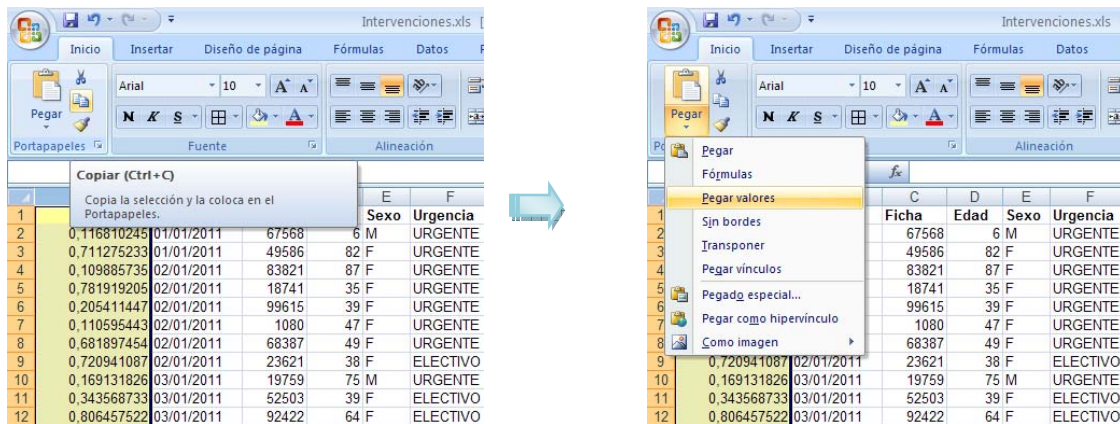 Intervenciones.xls [
Inicio Insertar Diseño de página Fórmulas Datos
Pegar Arial 10 A A
N K S A
Portapapeles Fuente Alineación
Copiar (Ctrl+C)
Copia la selección y la coloca en el
Portapapeles.
E F
1 Sexo Urgencia
2 0,116810245 01/01/2011 67568 6 M URGENTE
3 0,711275233 01/01/2011 49586 82 F URGENTE
4 0,109885735 02/01/2011 83821 87 F URGENTE
5 0,781919205 02/01/2011 18741 35 F URGENTE
6 0,205411447 02/01/2011 99615 39 F URGENTE
7 0,110595443 02/01/2011 1080 47 F URGENTE
8 0,681897454 02/01/2011 68387 49 F URGENTE
9 0,720941087 02/01/2011 23621 38 F ELECTIVO
10 0,169131826 03/01/2011 19759 75 M URGENTE
11 0,343568733 03/01/2011 52503 39 F ELECTIVO
12 0,806457522 03/01/2011 92422 64 F ELECTIVO
Intervenciones.xls
Inicio Insertar Diseño de página Fórmulas Datos
Pegar Arial 10 A A
N K S A
Alineación
Pegar
Fórmulas
Pegar valores
Sin bordes
Transponer
Pegar vínculos
Pegado especial...
Pegar como hipervínculo
Como imagen
fx
C D E F
1 Ficha Edad Sexo Urgencia
2 67568 6 M URGENTE
3 49586 82 F URGENTE
4 83821 87 F URGENTE
5 18741 35 F URGENTE
6 99615 39 F URGENTE
7 1080 47 F URGENTE
8 68387 49 F URGENTE
9 0,720941087 02/01/2011 23621 38 F ELECTIVO
10 0,169131826 03/01/2011 19759 75 M URGENTE
11 0,343568733 03/01/2011 52503 39 F ELECTIVO
12 0,806457522 03/01/2011 92422 64 F ELECTIVO